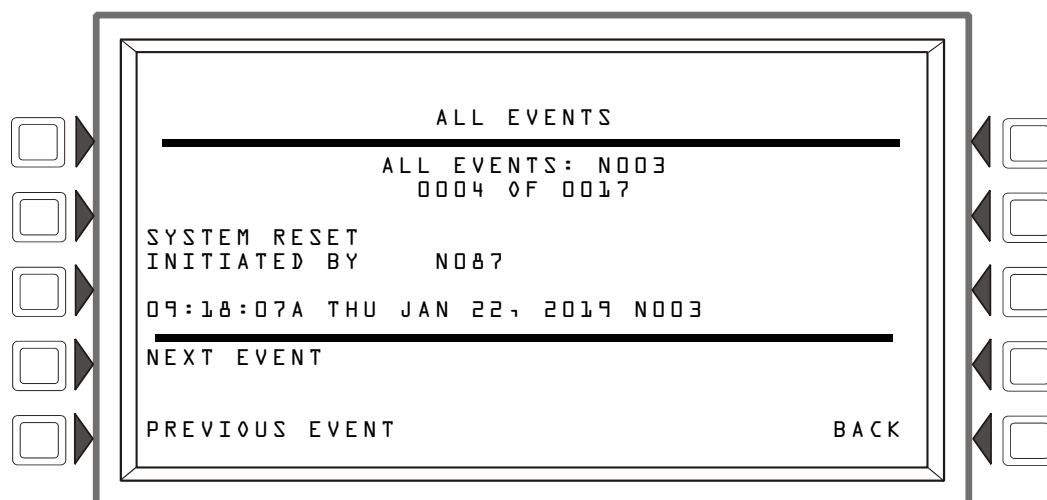 ALL EVENTS
ALL EVENTS: N003
0004 OF 0017
SYSTEM RESET
INITIATED BY N087
09:18:07A THU JAN 22, 2019 N003
NEXT EVENT
PREVIOUS EVENT
BACK